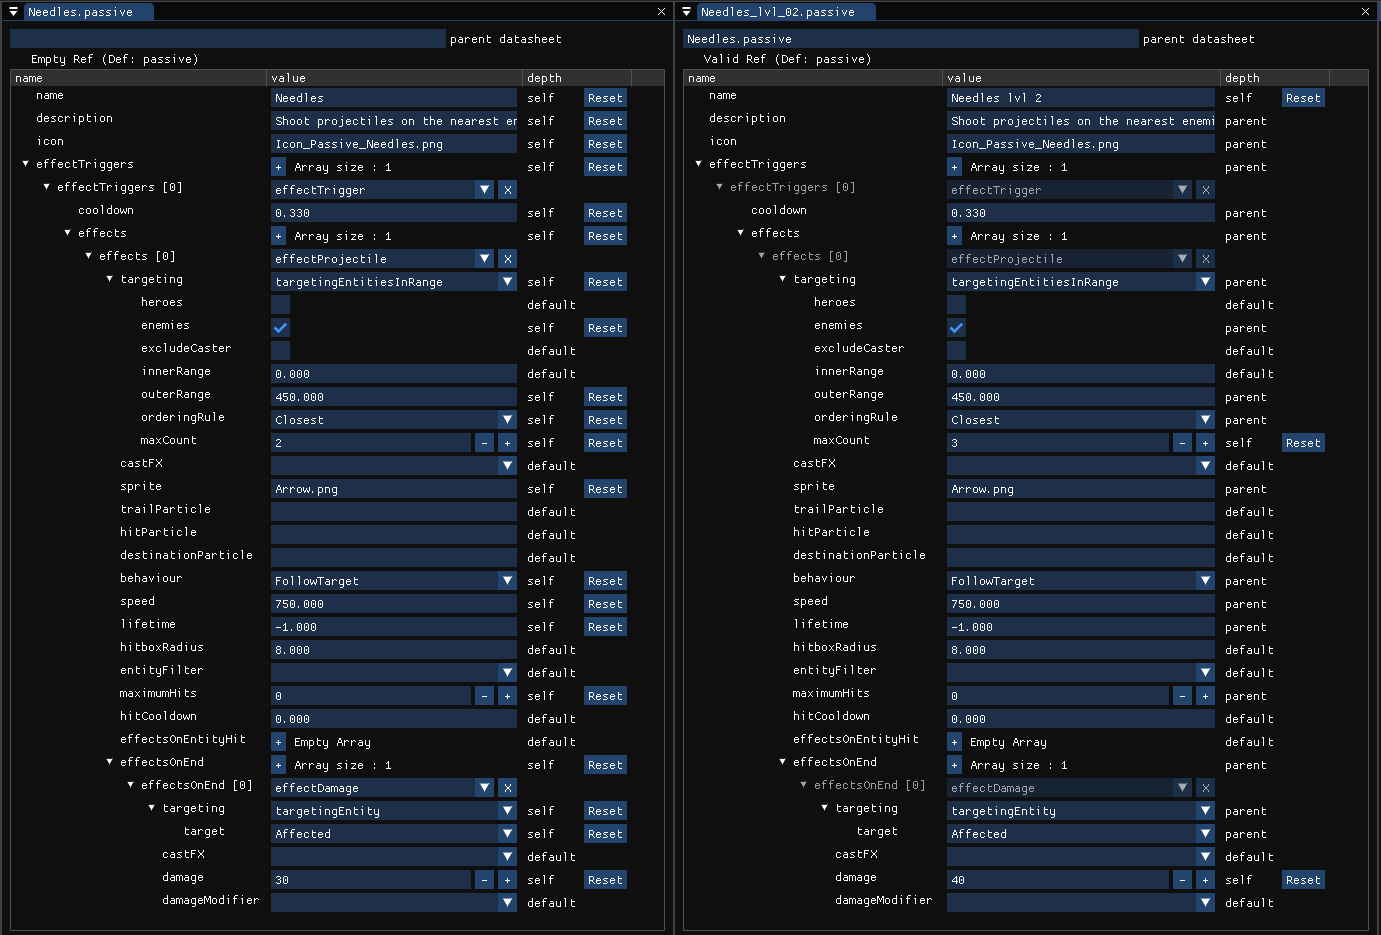 Needles.passive
X
parent datasheet
Empty Ref (Def: passive)
name value depth
name Needles self Reset
description Shoot projectiles on the nearest en self Reset
icon Icon_Passive_Needles.png self Reset
effectTriggers + Array size : 1 self Reset
effectTriggers [0] effectTrigger X
cooldown 0.330 self Reset
effects + Array size : 1 self Reset
effects [0] effectProjectile X
targeting targetingEntitiesInRange self Reset
heroes default
enemies self Reset
excludeCaster default
innerRange 0.000 default
outerRange 450.000 self Reset
orderingRule Closest self Reset
maxCount 2 - + self Reset
castFX default
sprite Arrow.png self Reset
trailParticle default
hitParticle default
destinationParticle default
behaviour FollowTarget self Reset
speed 750.000 self Reset
lifetime -1.000 self Reset
hitboxRadius 8.000 default
entityFilter default
maximumHits 0 - + self Reset
hitCooldown 0.000 default
effectsOnEntityHit + Empty Array default
effectsOnEnd + Array size : 1 self Reset
effectsOnEnd [0] effectDamage X
targeting targetingEntity self Reset
target Affected self Reset
castFX default
damage 30 - + self Reset
damageModifier default
Needles_lvl_02.passive
X
Needles.passive parent datasheet
Valid Ref (Def: passive)
name value depth
name Needles lvl 2 self Reset
description Shoot projectiles on the nearest enemi parent
icon Icon_Passive_Needles.png parent
effectTriggers + Array size : 1 parent
effectTriggers [0] effectTrigger X
cooldown 0.330 parent
effects + Array size : 1 parent
effects [0] effectProjectile X
targeting targetingEntitiesInRange parent
heroes default
enemies parent
excludeCaster default
innerRange 0.000 default
outerRange 450.000 parent
orderingRule Closest parent
maxCount 3 - + self Reset
castFX default
sprite Arrow.png parent
trailParticle default
hitParticle default
destinationParticle default
behaviour FollowTarget parent
speed 750.000 parent
lifetime -1.000 parent
hitboxRadius 8.000 default
entityFilter default
maximumHits 0 - + parent
hitCooldown 0.000 default
effectsOnEntityHit + Empty Array default
effectsOnEnd + Array size : 1 parent
effectsOnEnd [0] effectDamage X
targeting targetingEntity parent
target Affected parent
castFX default
damage 40 - + self Reset
damageModifier default